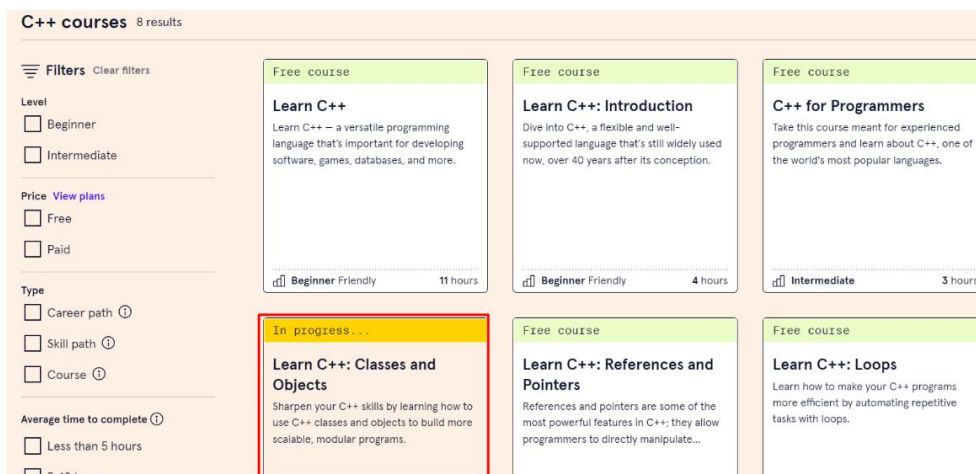 C++ courses 8 results
Filters Clear filters
Level
Beginner
Intermediate
Price View plans
Free
Paid
Type
Career path
Skill path
Course
Average time to complete
Less than 5 hours
Free course
Learn C++
Learn C++ — a versatile programming
language that's important for developing
software, games, databases, and more.
Beginner Friendly 11 hours
Free course
Learn C++: Introduction
Dive into C++, a flexible and well-
supported language that's still widely used
now, over 40 years after its conception.
Beginner Friendly 4 hours
Free course
C++ for Programmers
Take this course meant for experienced
programmers and learn about C++, one of
the world's most popular languages.
Intermediate 3 hours
In progress...
Learn C++: Classes and
Objects
Sharpen your C++ skills by learning how to
use C++ classes and objects to build more
scalable, modular programs.
Free course
Learn C++: References and
Pointers
References and pointers are some of the
most powerful features in C++; they allow
programmers to directly manipulate...
Free course
Learn C++: Loops
Learn how to make your C++ programs
more efficient by automating repetitive
tasks with loops.